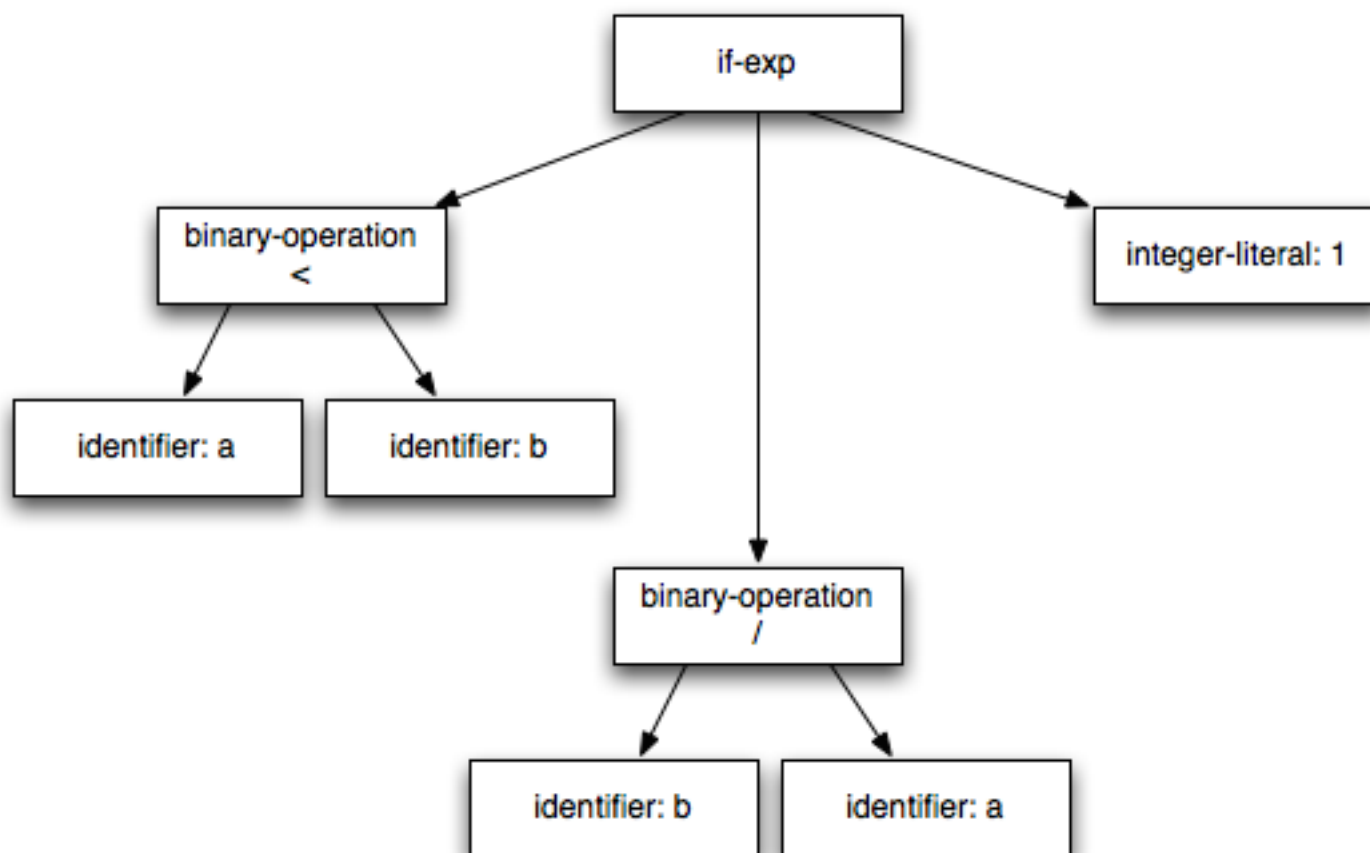 if-exp
binary-operation
<
integer-literal: 1
identifier: a
identifier: b
binary-operation
/
identifier: b
identifier: a